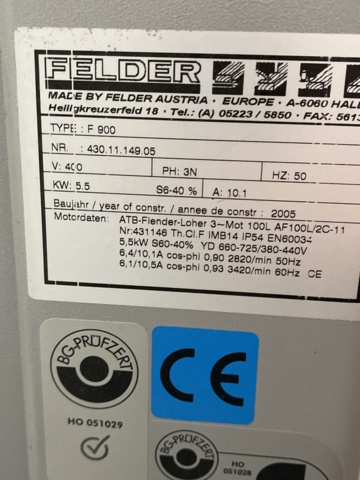 FELDER
MADE BY FELDER AUSTRIA · EUROPE · A-6060 HALL
Heiligkreuzerfeld 18 · Tel.: (A) 05223 / 5850 · FAX: 5613
TYPE : F 900
NR. : 430.11.149.05
V: 400 PH: 3N HZ: 50
KW: 5.5 S6-40 % A: 10.1
Baujahr / year of constr. / annee de constr : 2005
Motorcdaten: ATB-Flender-Loher 3~Mot 100L AF100L/2C-11
Nr:431146 Th.Cl.F IMB14 IP54 EN60034
5,5kW S60-40% YD 660-725/380-440V
6,4/10,1A cos-phi 0,90 2820/min 50Hz
6,1/10,5A cos-phi 0,93 3420/min 60Hz CE
BG-PRÜFZERT
HO 051029
CE
BG-PRÜFZERT
HO
051028